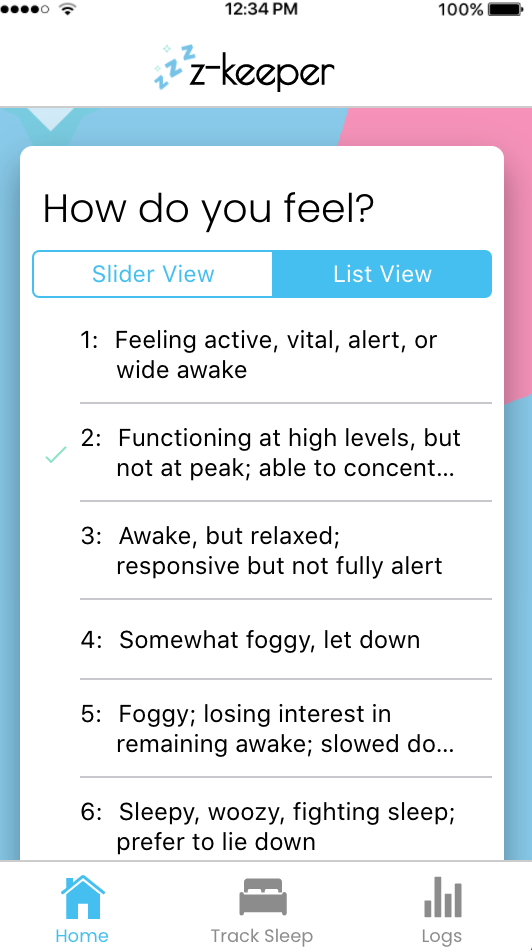 12:34 PM
100%
z z z z-keeper
How do you feel?
Slider View
List View
1: Feeling active, vital, alert, or
wide awake
2: Functioning at high levels, but
not at peak; able to concent...
3: Awake, but relaxed;
responsive but not fully alert
4: Somewhat foggy, let down
5: Foggy; losing interest in
remaining awake; slowed do...
6: Sleepy, woozy, fighting sleep;
prefer to lie down
Home
Track Sleep
Logs